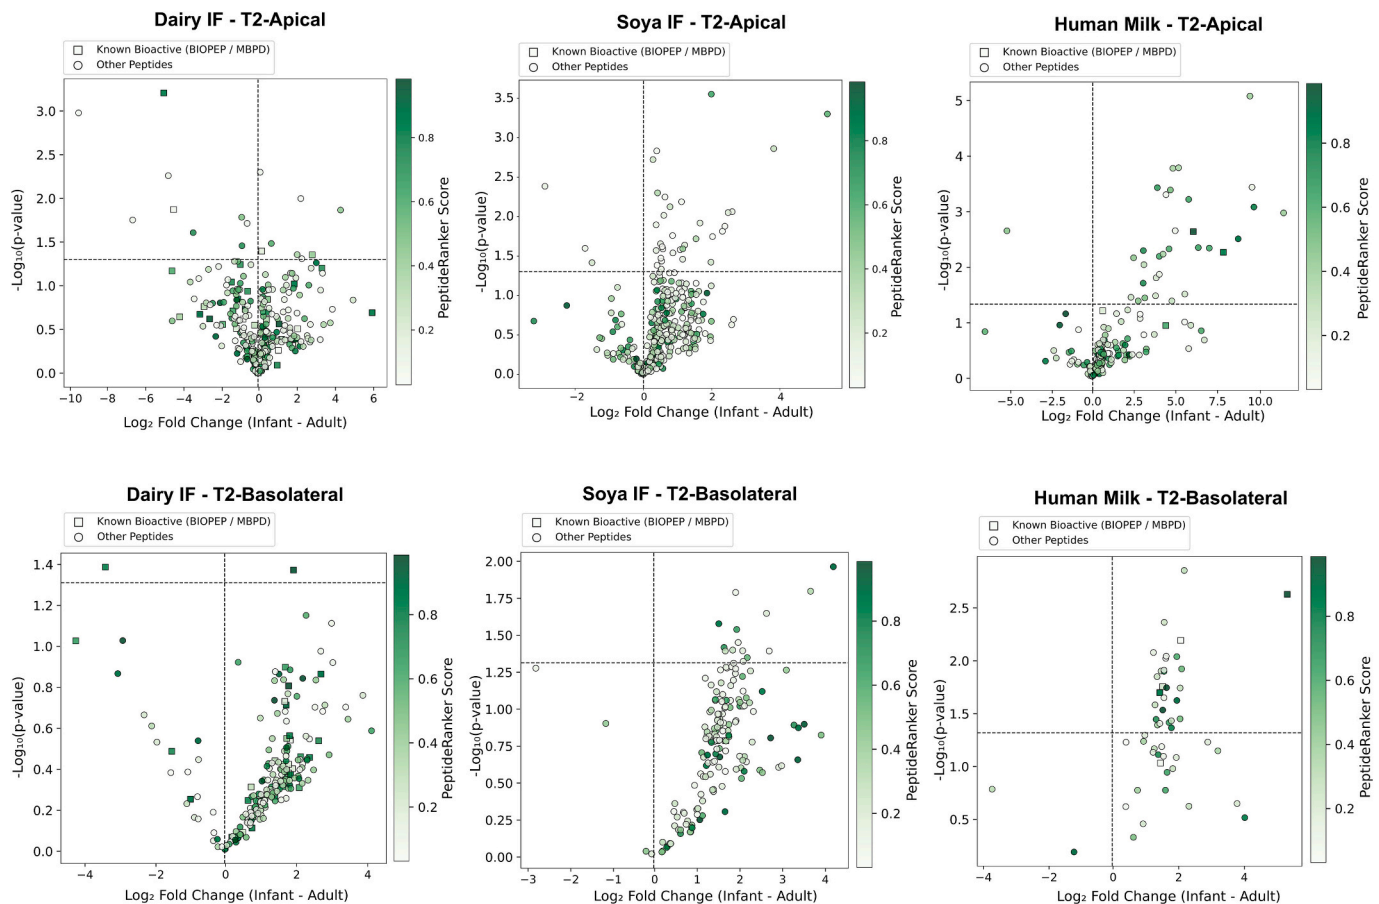 Dairy IF - T2-Apical
Known Bioactive (BIOPEP / MBPD)
Other Peptides
3.0
2.5
2.0
1.5
1.0
0.5
0.0
-Log₁₀(p-value)
−10 −8 −6 −4 −2 0 2 4 6
Log₂ Fold Change (Infant - Adult)
0.8
0.6
0.4
0.2
PeptideRanker Score
Soya IF - T2-Apical
Known Bioactive (BIOPEP / MBPD)
Other Peptides
3.5
3.0
2.5
2.0
1.5
1.0
0.5
0.0
-Log₁₀(p-value)
−2 0 2 4
Log₂ Fold Change (Infant - Adult)
0.8
0.6
0.4
0.2
PeptideRanker Score
Human Milk - T2-Apical
Known Bioactive (BIOPEP / MBPD)
Other Peptides
5
4
3
2
1
0
-Log₁₀(p-value)
−5.0 0.0 2.5 5.0 7.5 10.0
Log₂ Fold Change (Infant - Adult)
0.8
0.6
0.4
0.2
PeptideRanker Score
Dairy IF - T2-Basolateral
Known Bioactive (BIOPEP / MBPD)
Other Peptides
1.4
1.2
1.0
0.8
0.6
0.4
0.2
0.0
-Log₁₀(p-value)
−4 −2 0 2 4
Log₂ Fold Change (Infant - Adult)
0.8
0.6
0.4
0.2
PeptideRanker Score
Soya IF - T2-Basolateral
Known Bioactive (BIOPEP / MBPD)
Other Peptides
2.00
1.75
1.50
1.25
1.00
0.75
0.50
0.25
0.00
-Log₁₀(p-value)
−3 −2 −1 0 1 2 3 4
Log₂ Fold Change (Infant - Adult)
0.8
0.6
0.4
0.2
PeptideRanker Score
Human Milk - T2-Basolateral
Known Bioactive (BIOPEP / MBPD)
Other Peptides
2.5
2.0
1.5
1.0
0.5
-Log₁₀(p-value)
−4 −2 0 2 4
Log₂ Fold Change (Infant - Adult)
0.8
0.6
0.4
0.2
PeptideRanker Score